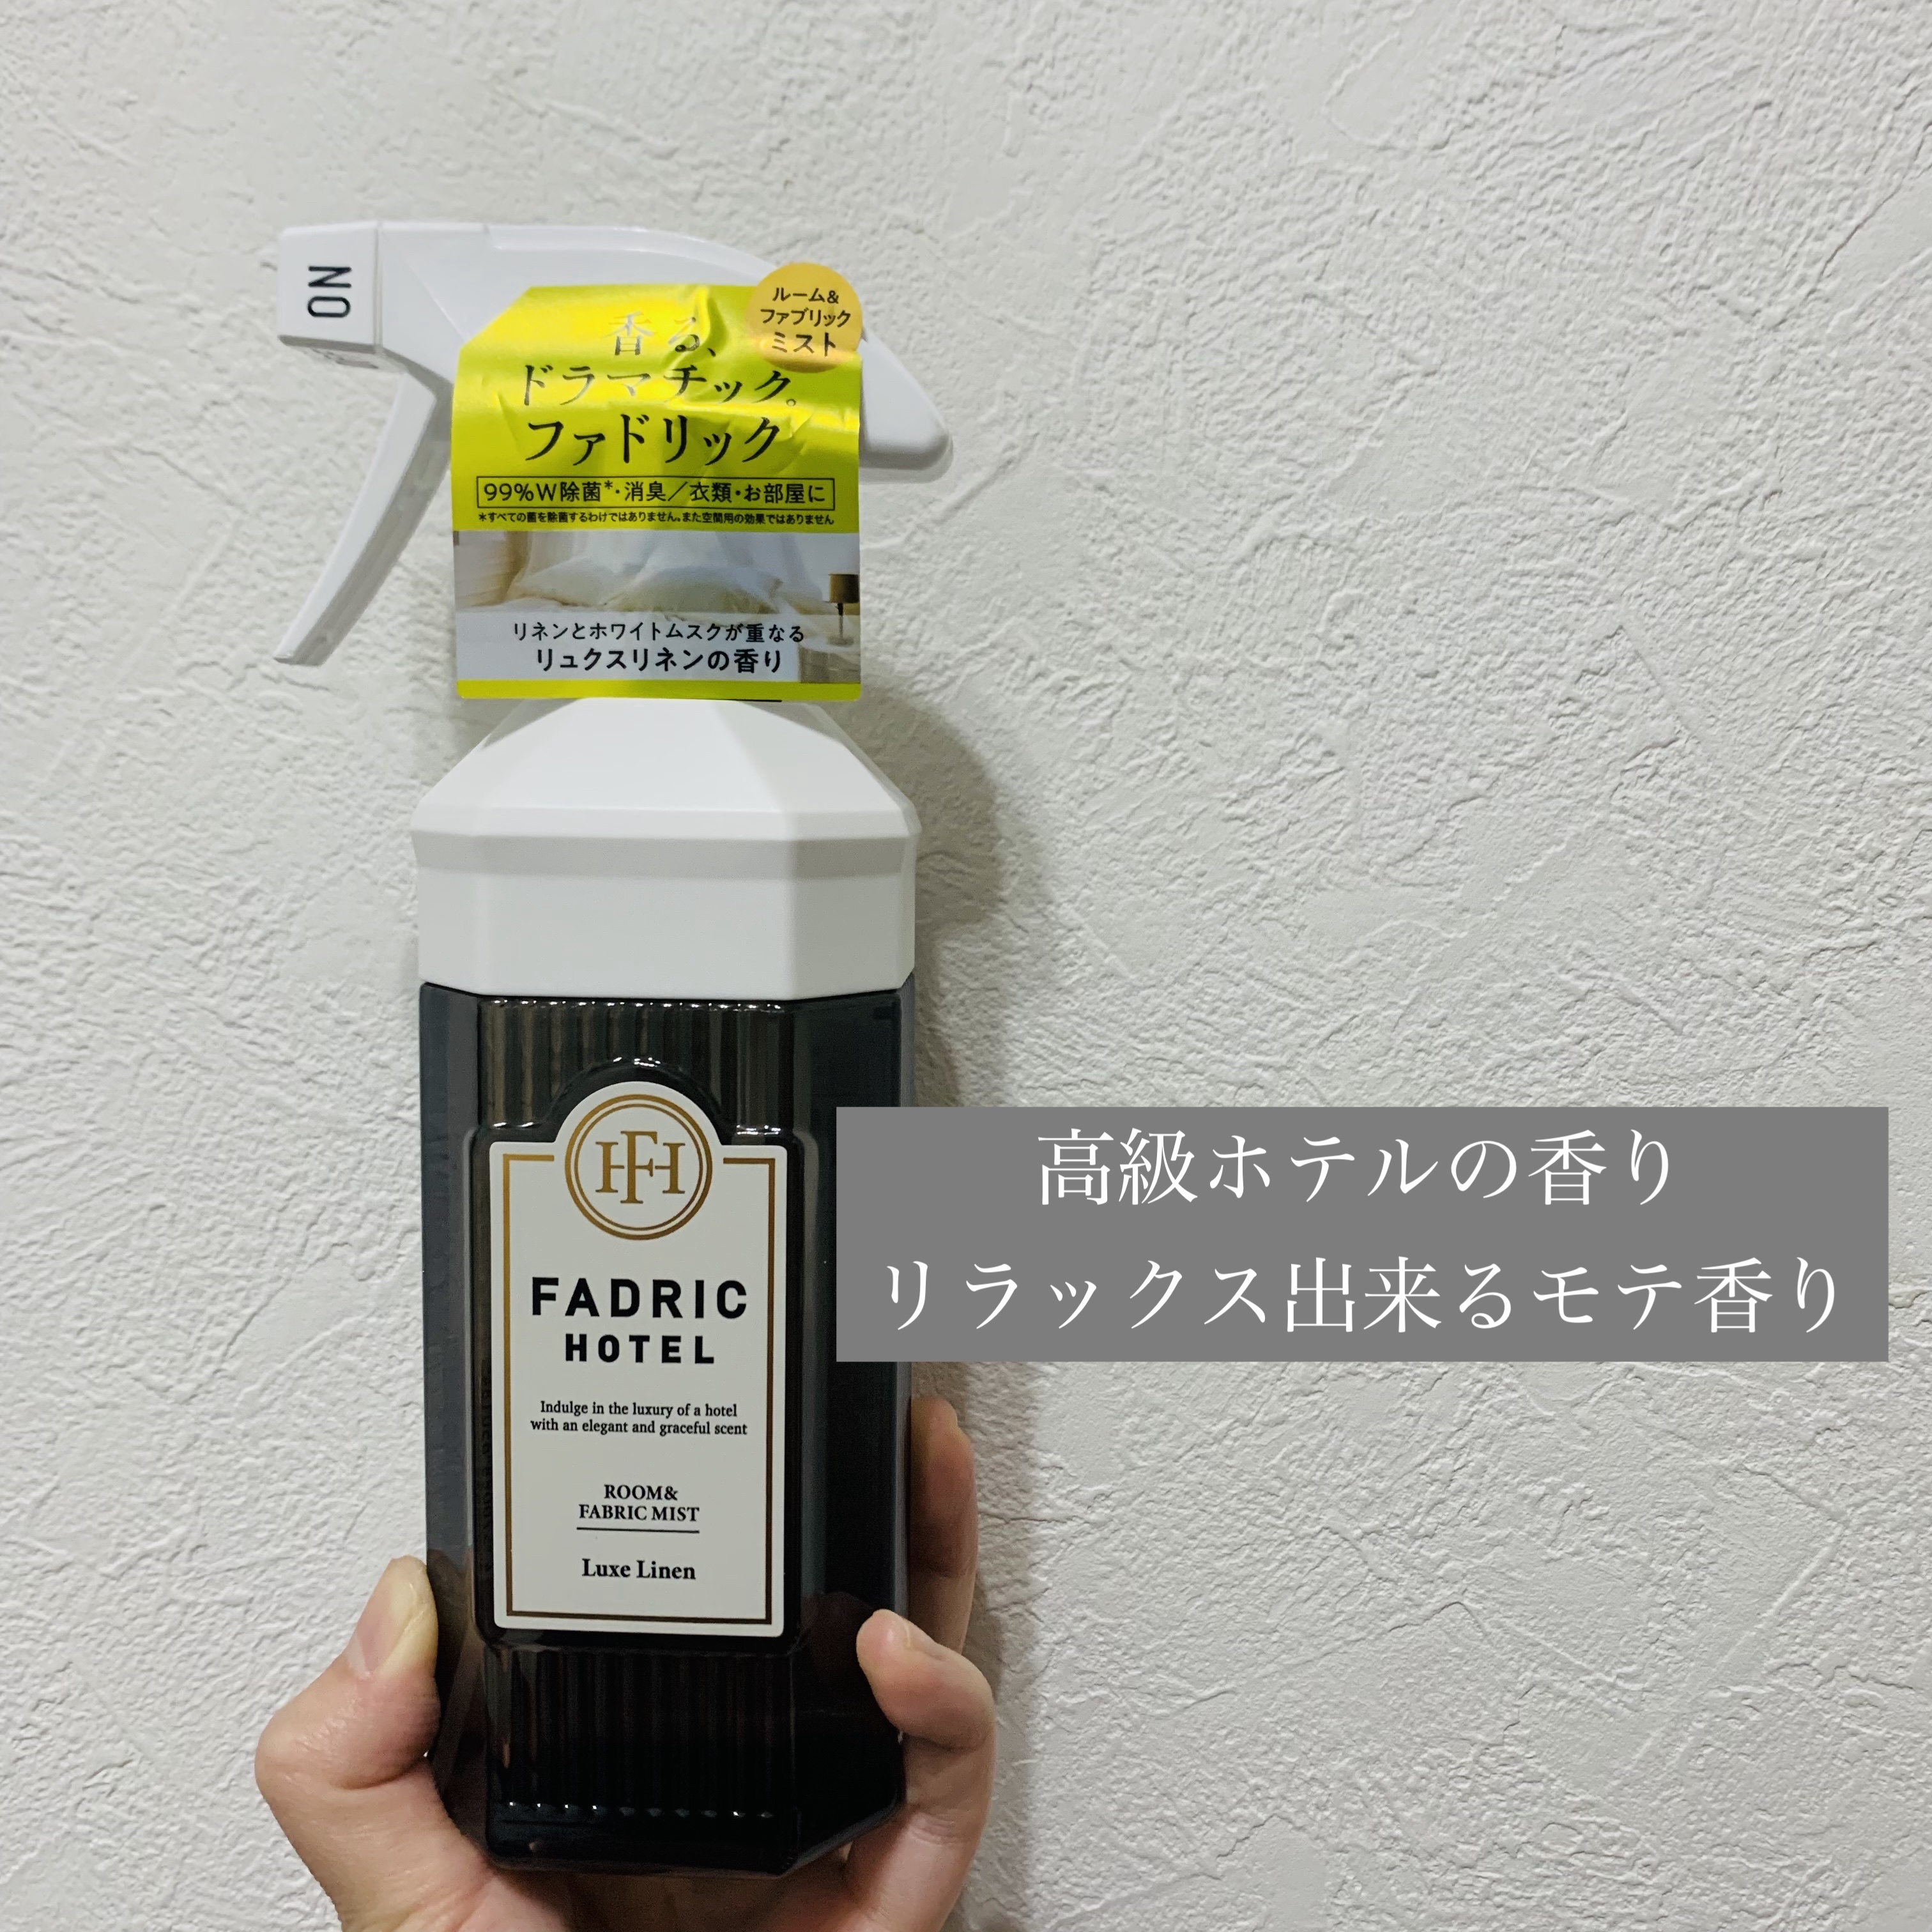 NO
ルーム&
ファブリック
ミスト
香る、
ドラマチック。
ファドリック
99%W除菌*・消臭/衣類・お部屋に
*すべての菌を除菌するわけではありません。また空間用の効果ではありません
リネンとホワイトムスクが重なる
リュクスリネンの香り
FH
FADRIC
HOTEL
Indulge in the luxury of a hotel
with an elegant and graceful scent
ROOM&
FABRIC MIST
Luxe Linen
高級ホテルの香り
リラックス出来るモテ香り